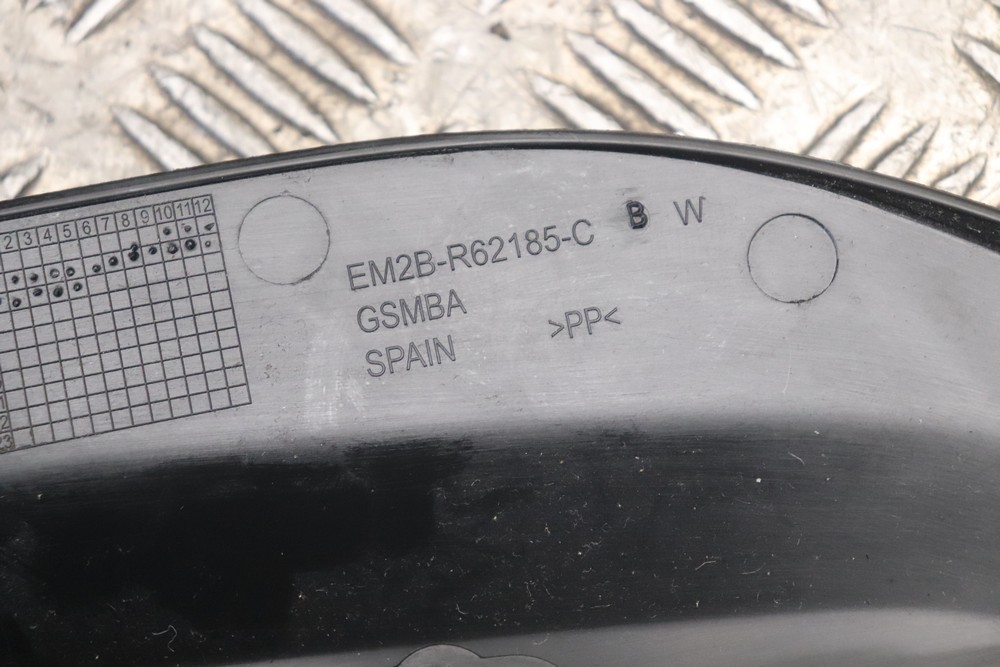 2 3 4 5 6 7 8 9 10 11 12
EM2B-R62185-C B W
GSMBA
>PP<
SPAIN